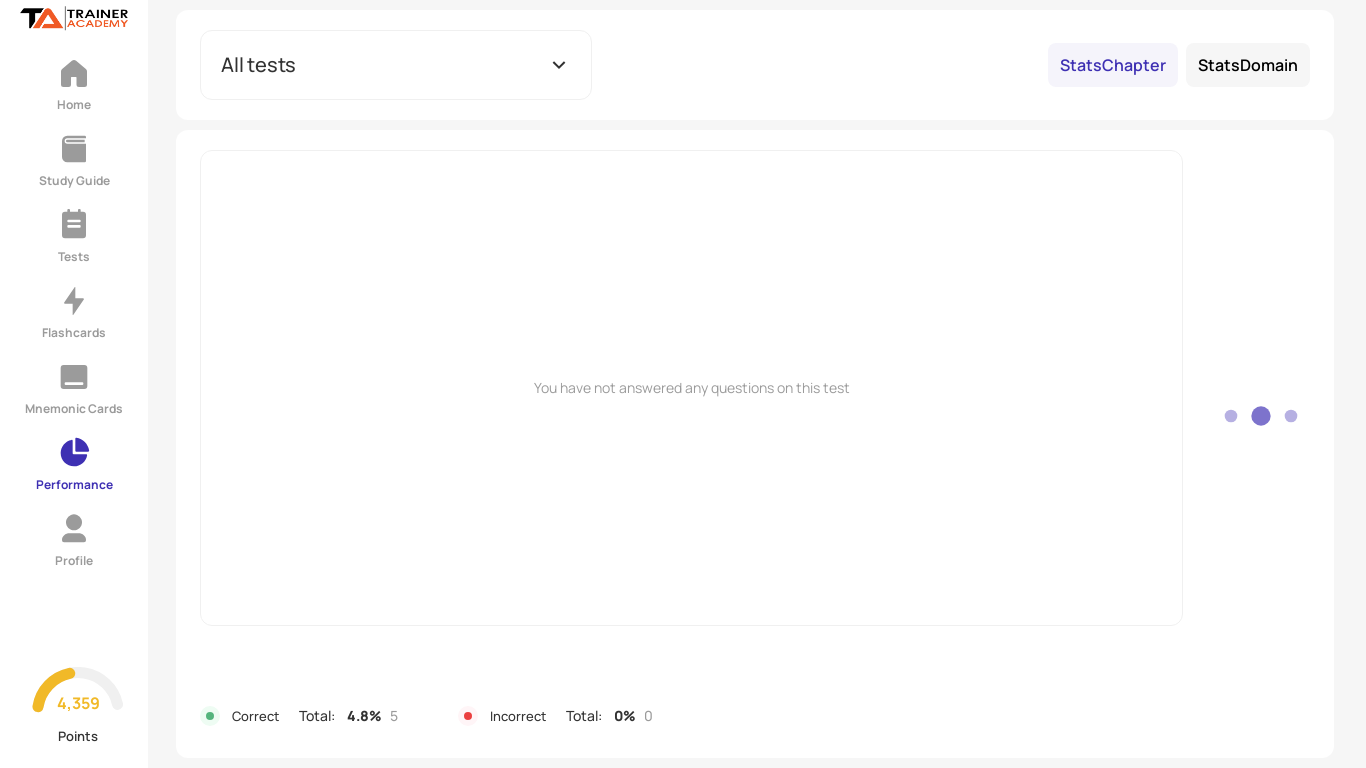 TA TRAINER
ACADEMY
Home
Study Guide
Tests
Flashcards
Mnemonic Cards
Performance
Profile
4,359
Points
All tests
StatsChapter
StatsDomain
You have not answered any questions on this test
Correct Total: 4.8% 5
Incorrect Total: 0% 0